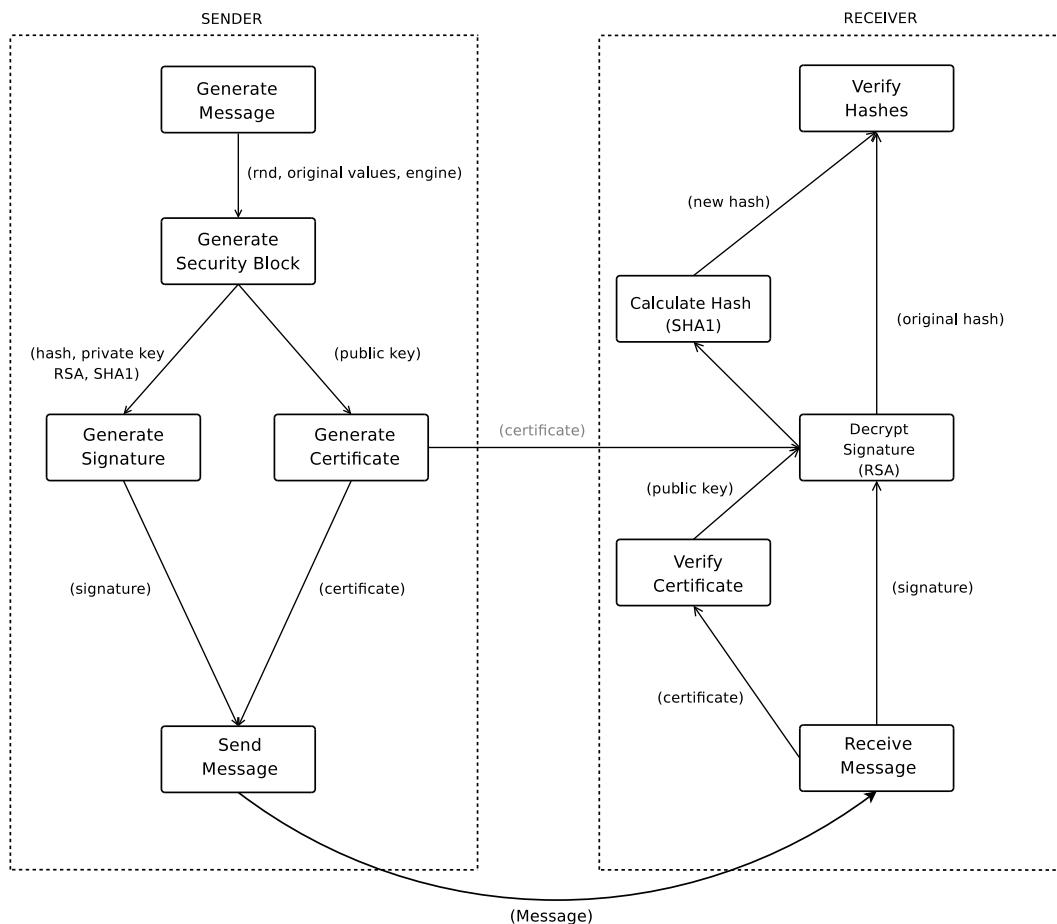 SENDER
Generate
Message
(rnd, original values, engine)
Generate
Security Block
(hash, private key
RSA, SHA1)
(public key)
Generate
Signature
Generate
Certificate
(signature)
(certificate)
Send
Message
(certificate)
(Message)
RECEIVER
Verify
Hashes
(new hash)
Calculate Hash
(SHA1)
(original hash)
Decrypt
Signature
(RSA)
(public key)
Verify
Certificate
(signature)
(certificate)
Receive
Message